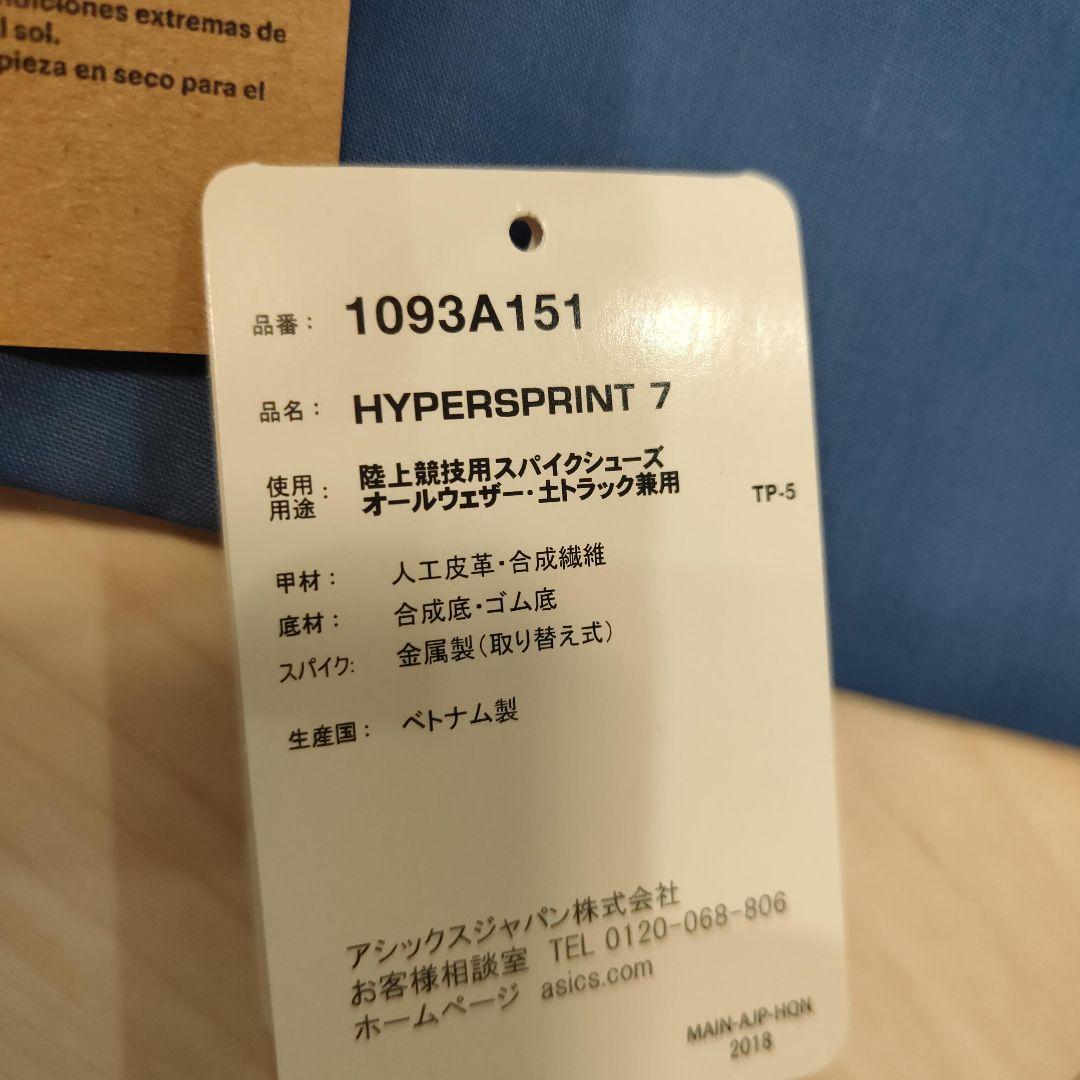 extremas de
l sol.
pieza en seco para el
品番： 1093A151
品名： HYPERSPRINT 7
使用用途： 陸上競技用スパイクシューズ
オールウェザー・土トラック兼用
TP-5
甲材： 人工皮革・合成繊維
底材： 合成底・ゴム底
スパイク: 金属製（取り替え式）
生産国： ベトナム製
アシックスジャパン株式会社
お客様相談室 TEL 0120-068-806
ホームページ asics.com
MAIN-AJP-HQN
2018